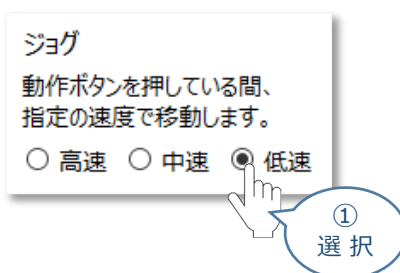 ジョグ
動作ボタンを押している間、
指定の速度で移動します。
高速 中速 低速
①
選 択